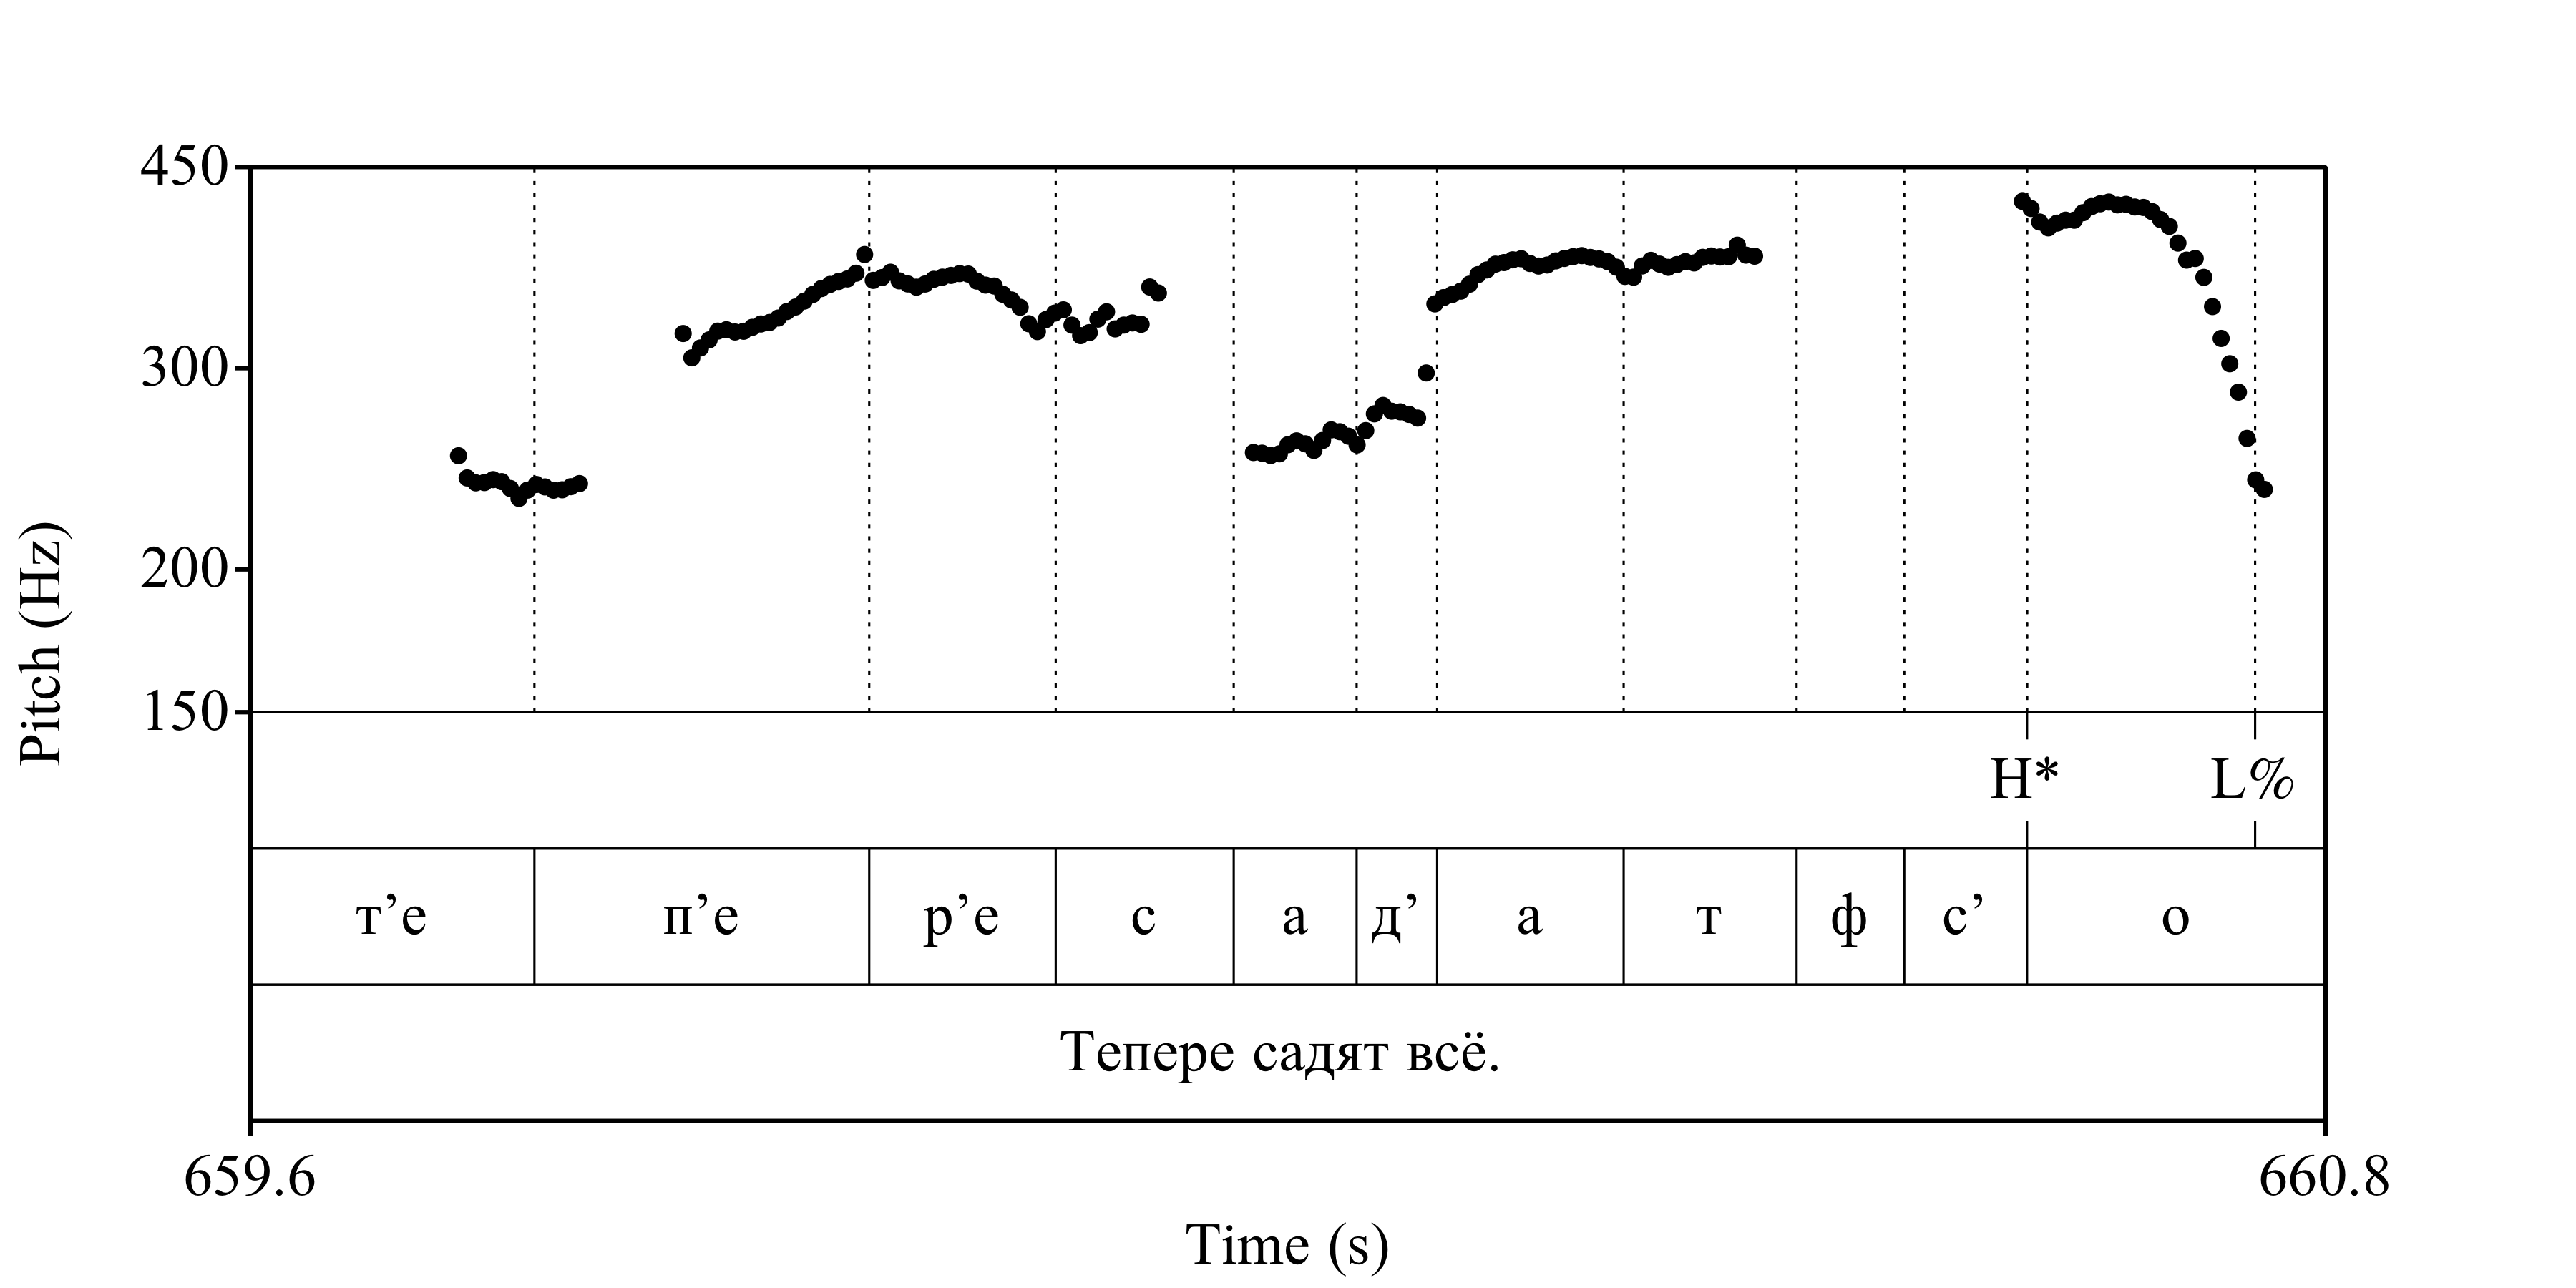 450
300
200
150
Pitch (Hz)
H* L%
т’е п’е р’е с а д’ а т ф с’ о
Тепере садят всё.
659.6 660.8
Time (s)